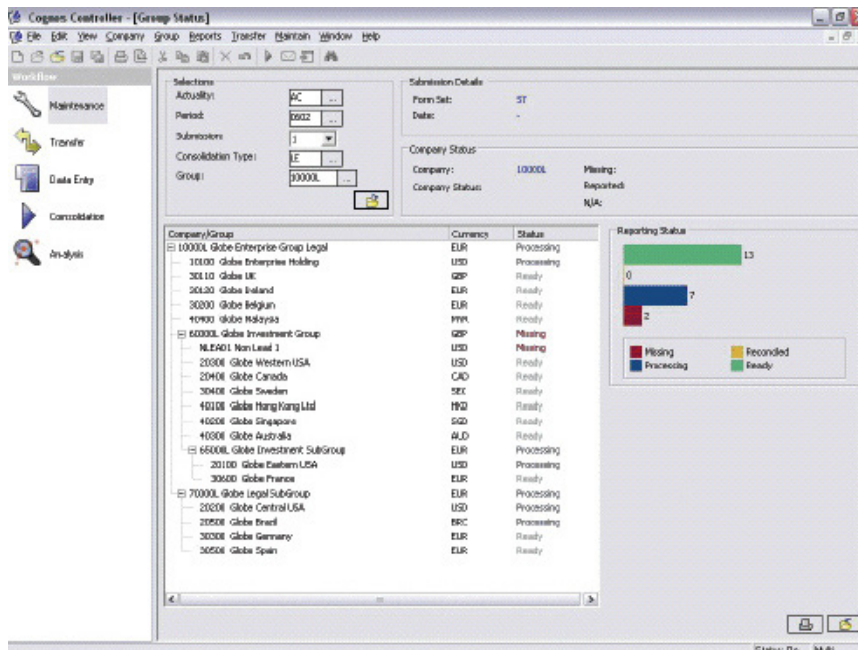 Cognos Controller - [Group Status]
File Edit View Company Group Reports Transfer Maintain Window Help
Workflow
Maintenance
Transfer
Data Entry
Consolidation
Analysis
Selections
Actuality: AC ...
Period: 0602 ...
Submission: 1
Consolidation Type: LE ...
Group: 10000L ...
Submission Details
Form Set: ST
Date: -
Company Status
Company: 10000L Missing:
Company Status: Reported:
N/A:
Company/Group Currency Status
10000L Globe Enterprise Group Legal EUR Processing
10100 Globe Enterprise Holding USD Processing
30110 Globe UK GBP Ready
30120 Globe Ireland EUR Ready
30200 Globe Belgium EUR Ready
40400 Globe Malaysia MYR Ready
60000L Globe Investment Group GBP Missing
NLEAD1 Non Lead 1 USD Missing
20300 Globe Western USA USD Ready
20400 Globe Canada CAD Ready
30400 Globe Sweden SEK Ready
40100 Globe Hong Kong Ltd HKD Ready
40200 Globe Singapore SGD Ready
40300 Globe Australia AUD Ready
65000L Globe Investment SubGroup EUR Processing
20100 Globe Eastern USA USD Processing
30600 Globe France EUR Ready
70000L Globe Legal SubGroup EUR Processing
20200 Globe Central USA USD Processing
20500 Globe Brazil BRC Processing
30300 Globe Germany EUR Ready
30500 Globe Spain EUR Ready
Reporting Status
13
0
7
2
Missing Reconciled
Processing Ready